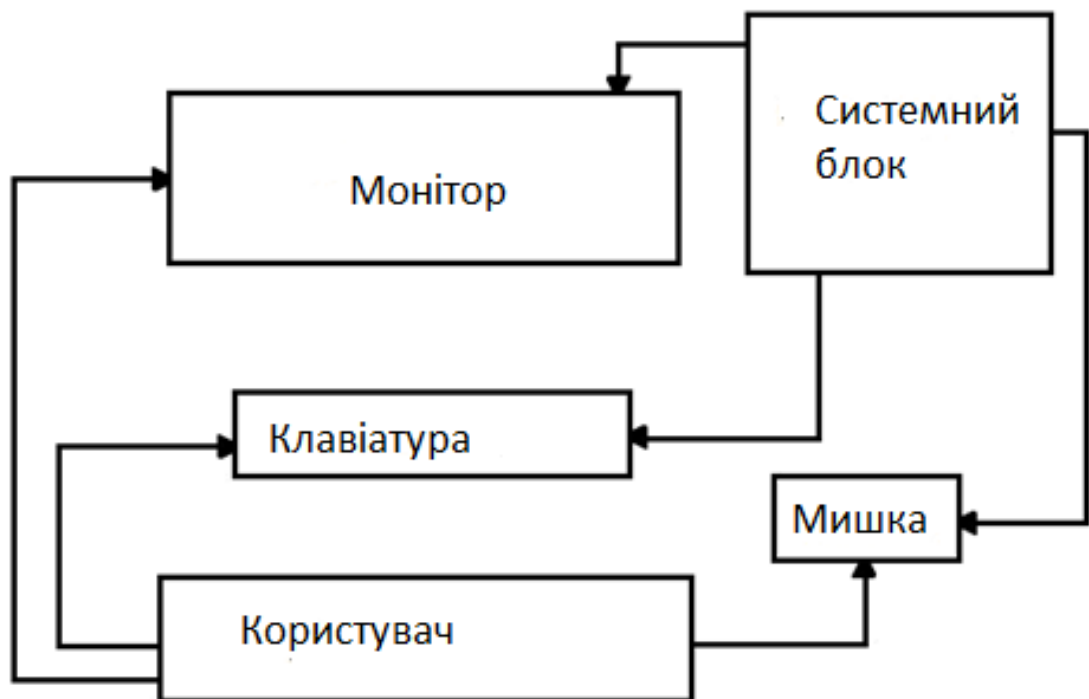 Системний
блок
Монітор
Клавіатура
Мишка
Користувач